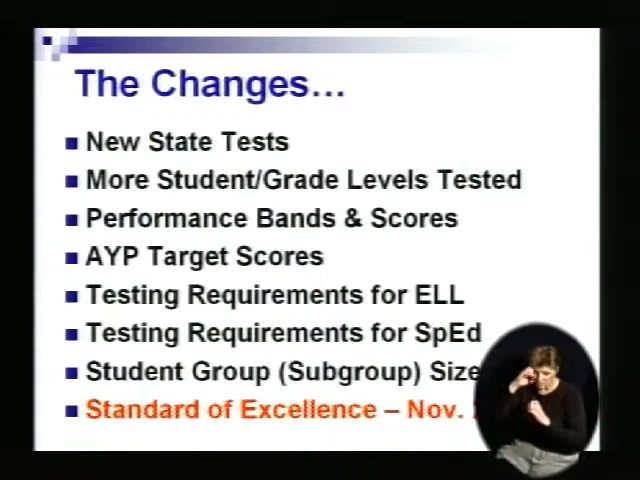 The Changes...
New State Tests
More Student/Grade Levels Tested
Performance Bands & Scores
AYP Target Scores
Testing Requirements for ELL
Testing Requirements for SpEd
Student Group (Subgroup) Size
Standard of Excellence – Nov.